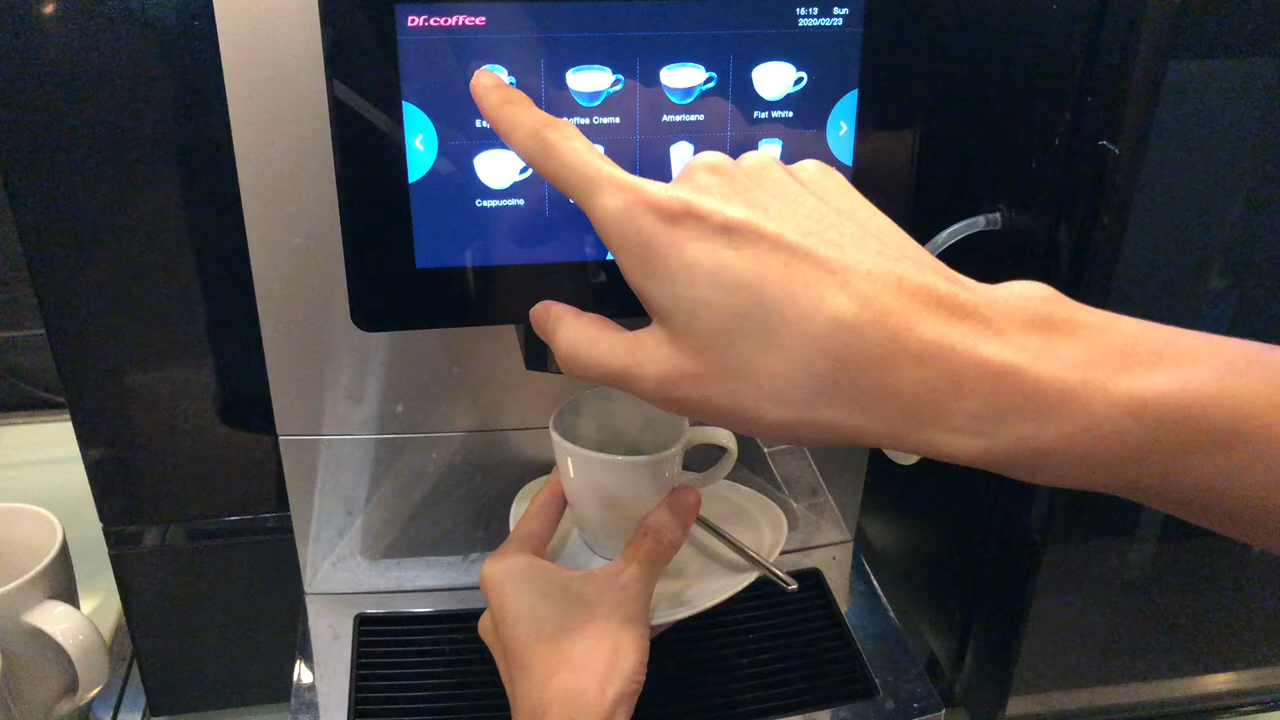 Dr.coffee
15:13 Sun
2020/02/23
Coffee Crema
Americano
Flat White
Cappuccino